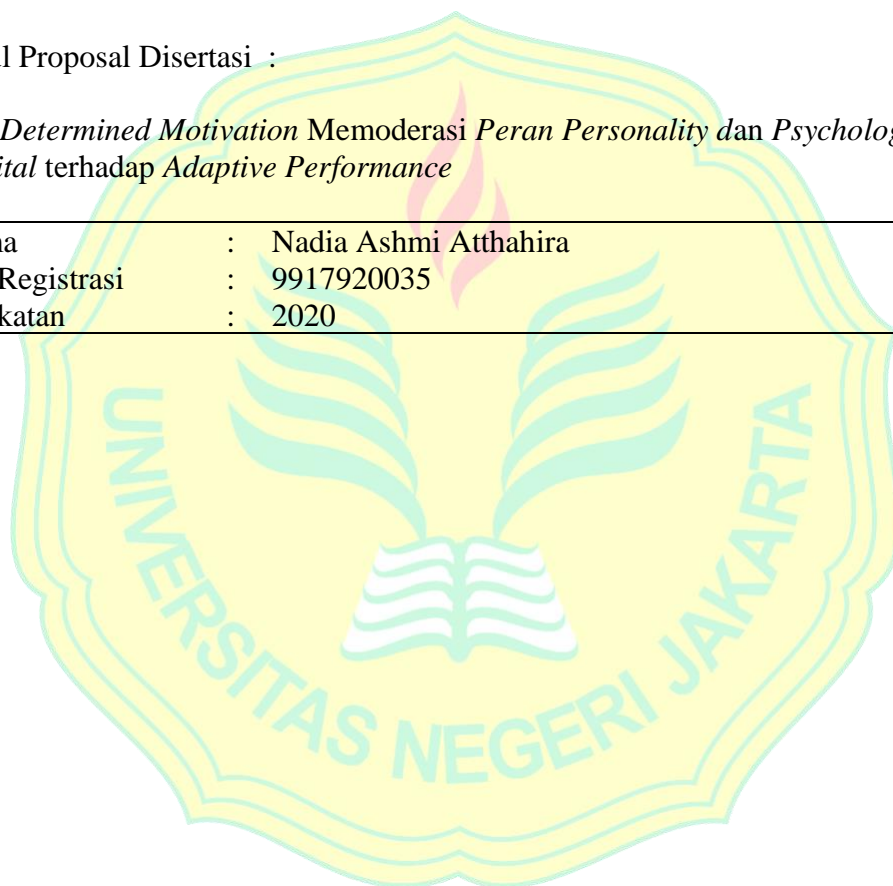 l Proposal Disertasi :
Determined Motivation Memoderasi Peran Personality dan Psycholog
ital terhadap Adaptive Performance
na : Nadia Ashmi Atthahira
Registrasi : 9917920035
katan : 2020
UNIVERSITAS NEGERI JAKARTA